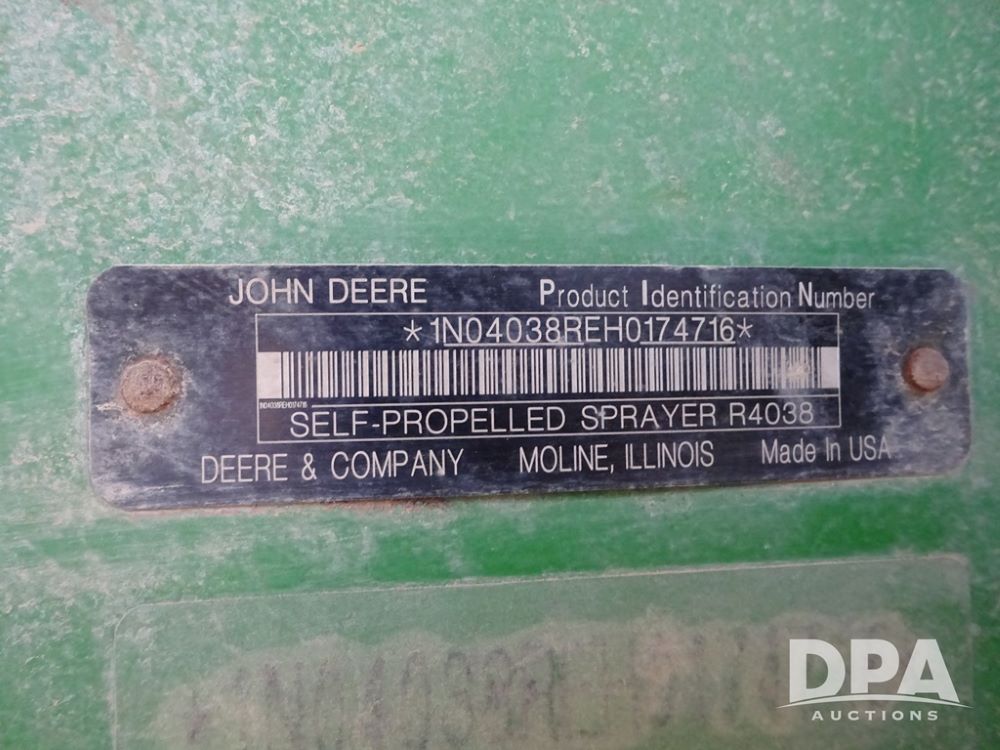 JOHN DEERE Product Identification Number
*1N04038REH0174716*
1N04038REH0174716
SELF-PROPELLED SPRAYER R4038
DEERE & COMPANY MOLINE, ILLINOIS Made In USA
DPA
AUCTIONS